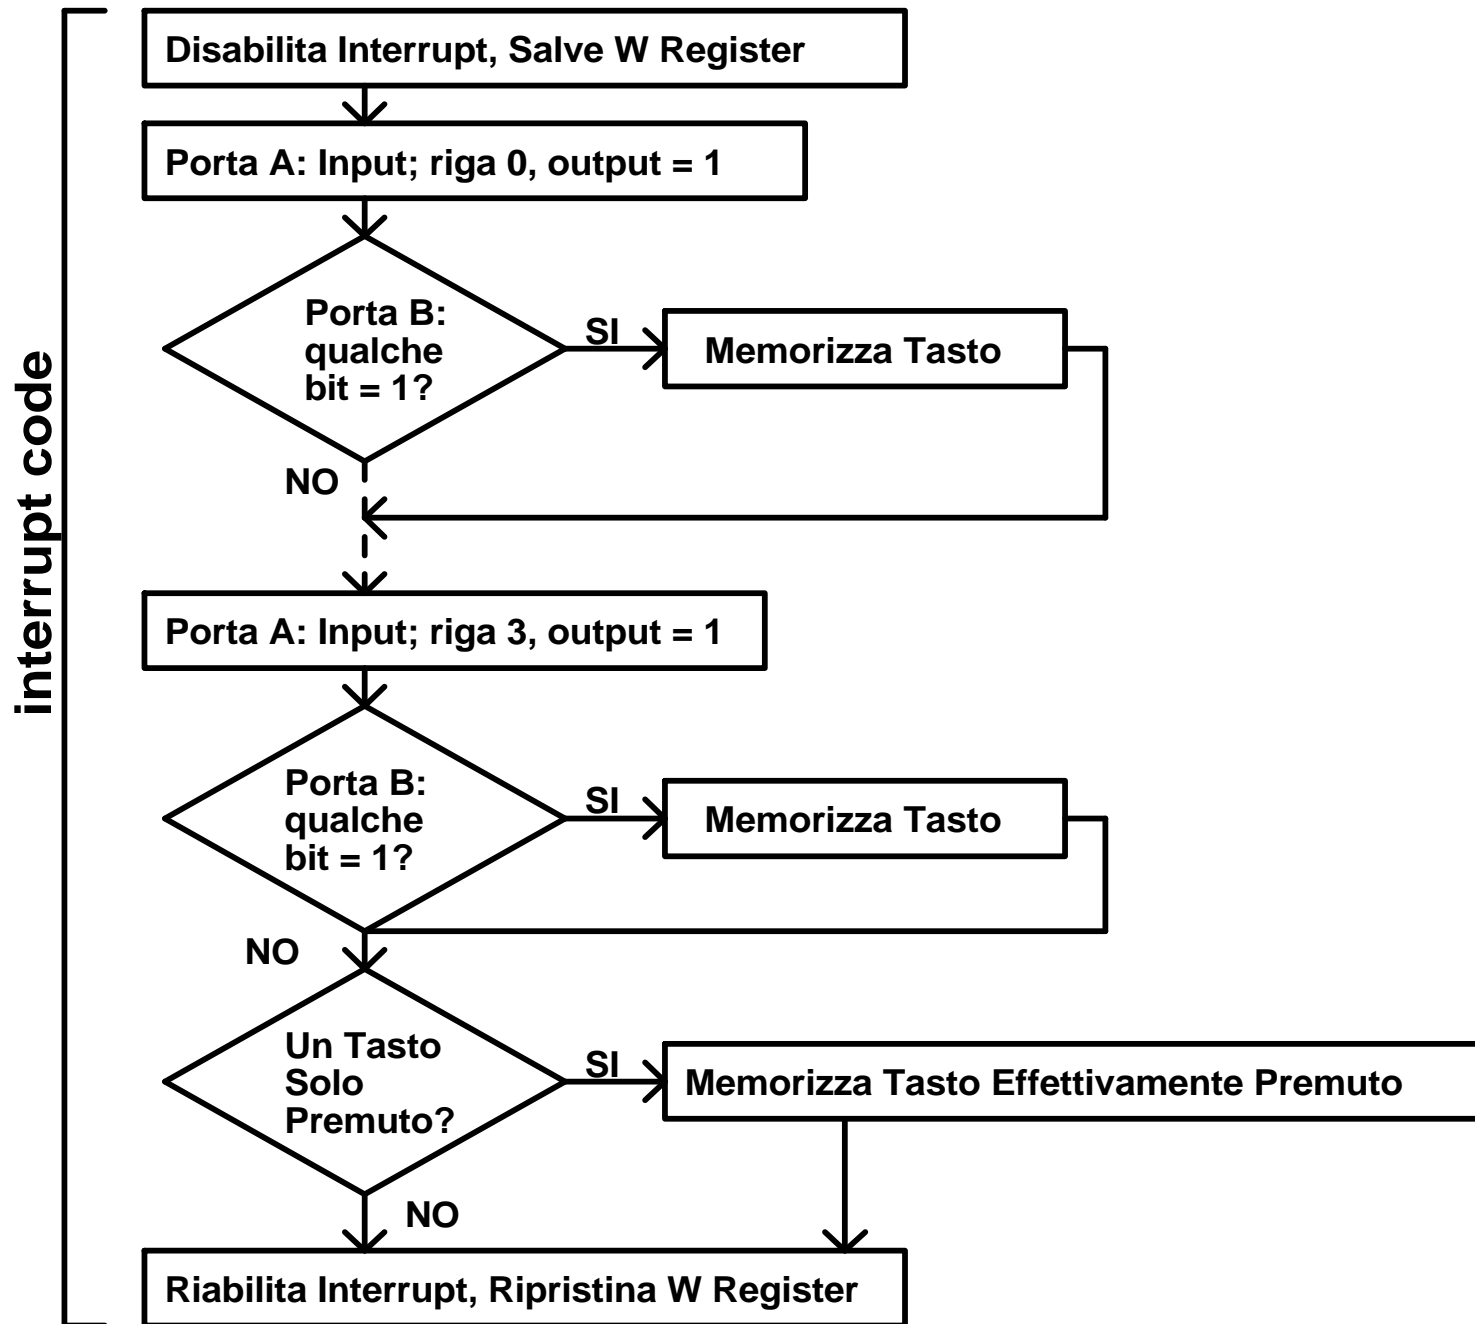 interrupt code
Disabilita Interrupt, Salve W Register
Porta A: Input; riga 0, output = 1
Porta B:
qualche
bit = 1?
SI
Memorizza Tasto
NO
Porta A: Input; riga 3, output = 1
Porta B:
qualche
bit = 1?
SI
Memorizza Tasto
NO
Un Tasto
Solo
Premuto?
SI
Memorizza Tasto Effettivamente Premuto
NO
Riabilita Interrupt, Ripristina W Register